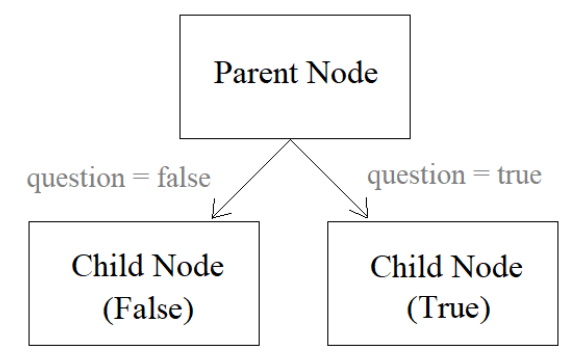 Parent Node
question = false
question = true
Child Node
(False)
Child Node
(True)